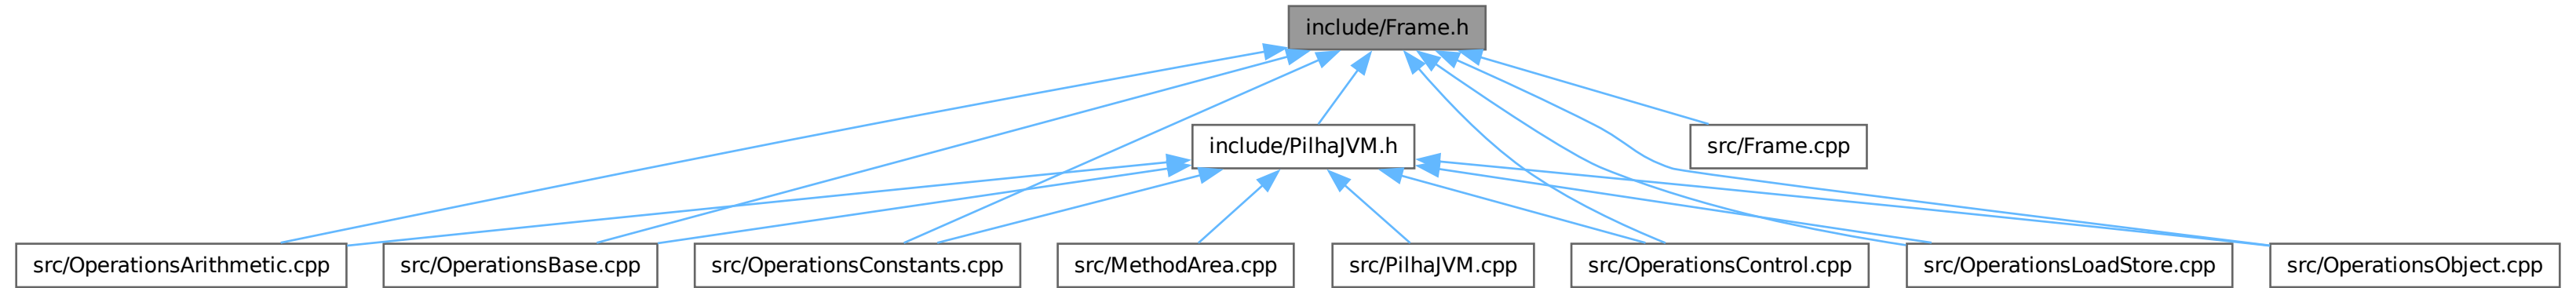 include/Frame.h
include/PilhaJVM.h
src/Frame.cpp
src/OperationsArithmetic.cpp
src/OperationsBase.cpp
src/OperationsConstants.cpp
src/MethodArea.cpp
src/PilhaJVM.cpp
src/OperationsControl.cpp
src/OperationsLoadStore.cpp
src/OperationsObject.cpp